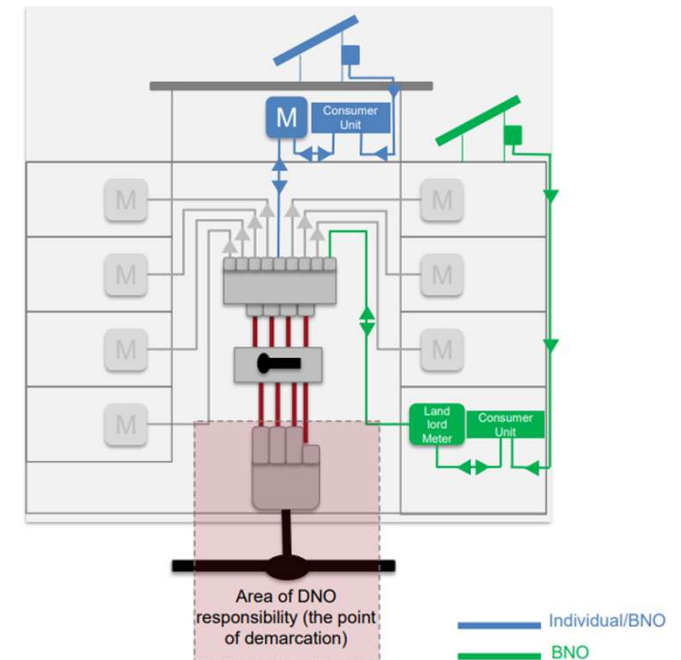 M
Consumer
Unit
M
M
M
M
M
M
M
Land
lord
Meter
Consumer
Unit
Area of DNO
responsibility (the point
of demarcation)
Individual/BNO
BNO